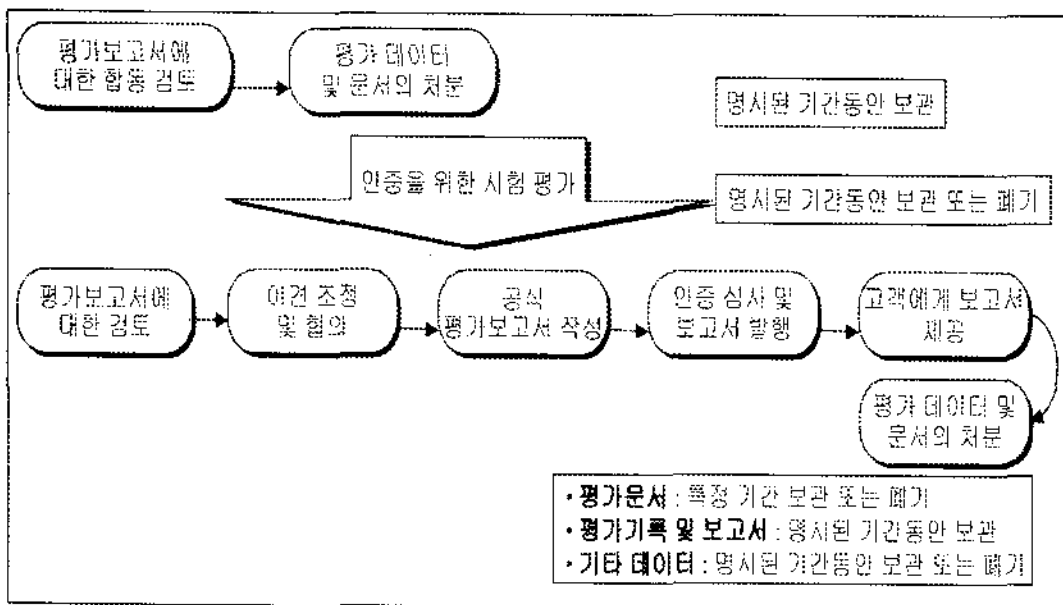 평가보고서에
대한 합동 검토
평가 데이터
및 문서의 처분
명시된 기간동안 보관
인증을 위한 시험 평가
명시된 기간동안 보관 또는 폐기
평가보고서에
대한 검토
이견 조정
및 협의
공식
평가보고서 작성
인증 심사 및
보고서 발행
고객에게 보고서
제공
평가 데이터 및
문서의 처분
• 평가문서 : 특정 기간 보관 또는 폐기
• 평가기록 및 보고서 : 명시된 기간동안 보관
• 기타 데이터 : 명시된 기간동안 보관 또는 폐기